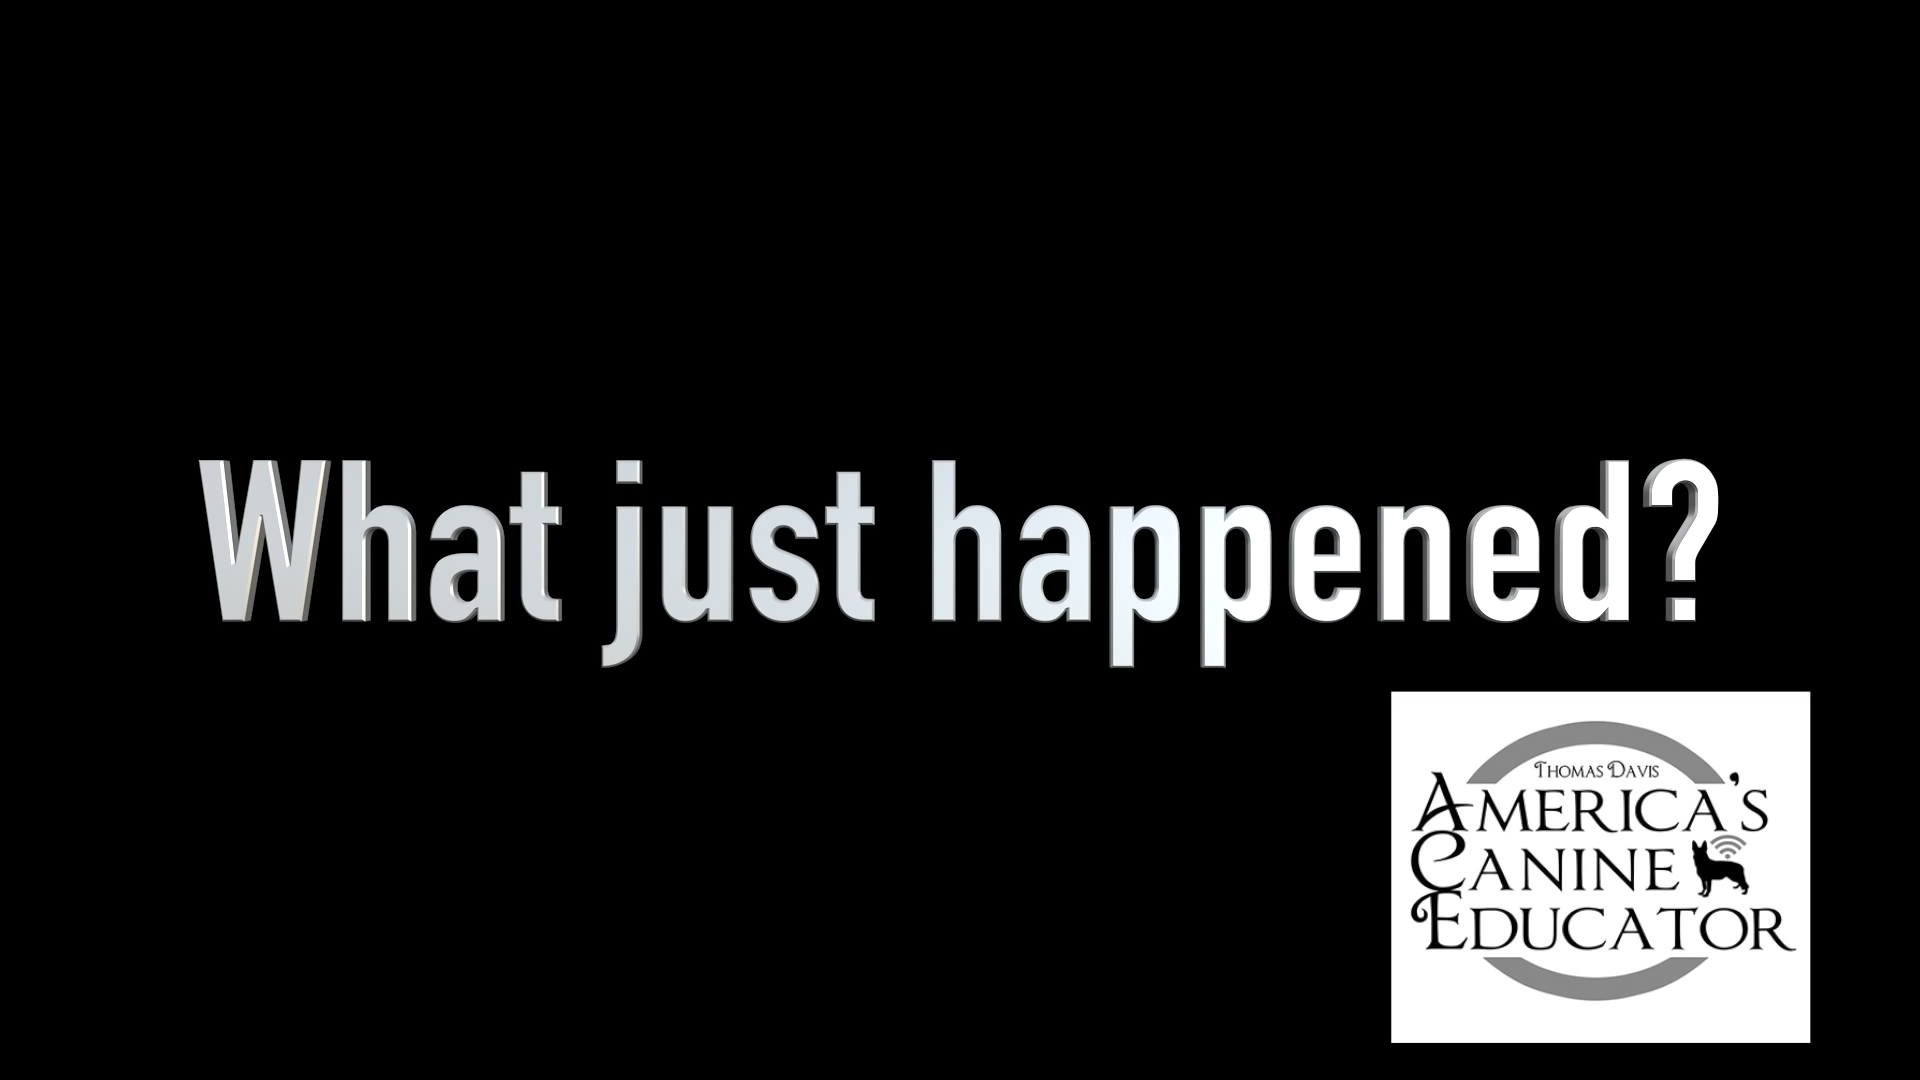 What just happened?
THOMAS DAVIS
AMERICA'S
CANINE
EDUCATOR